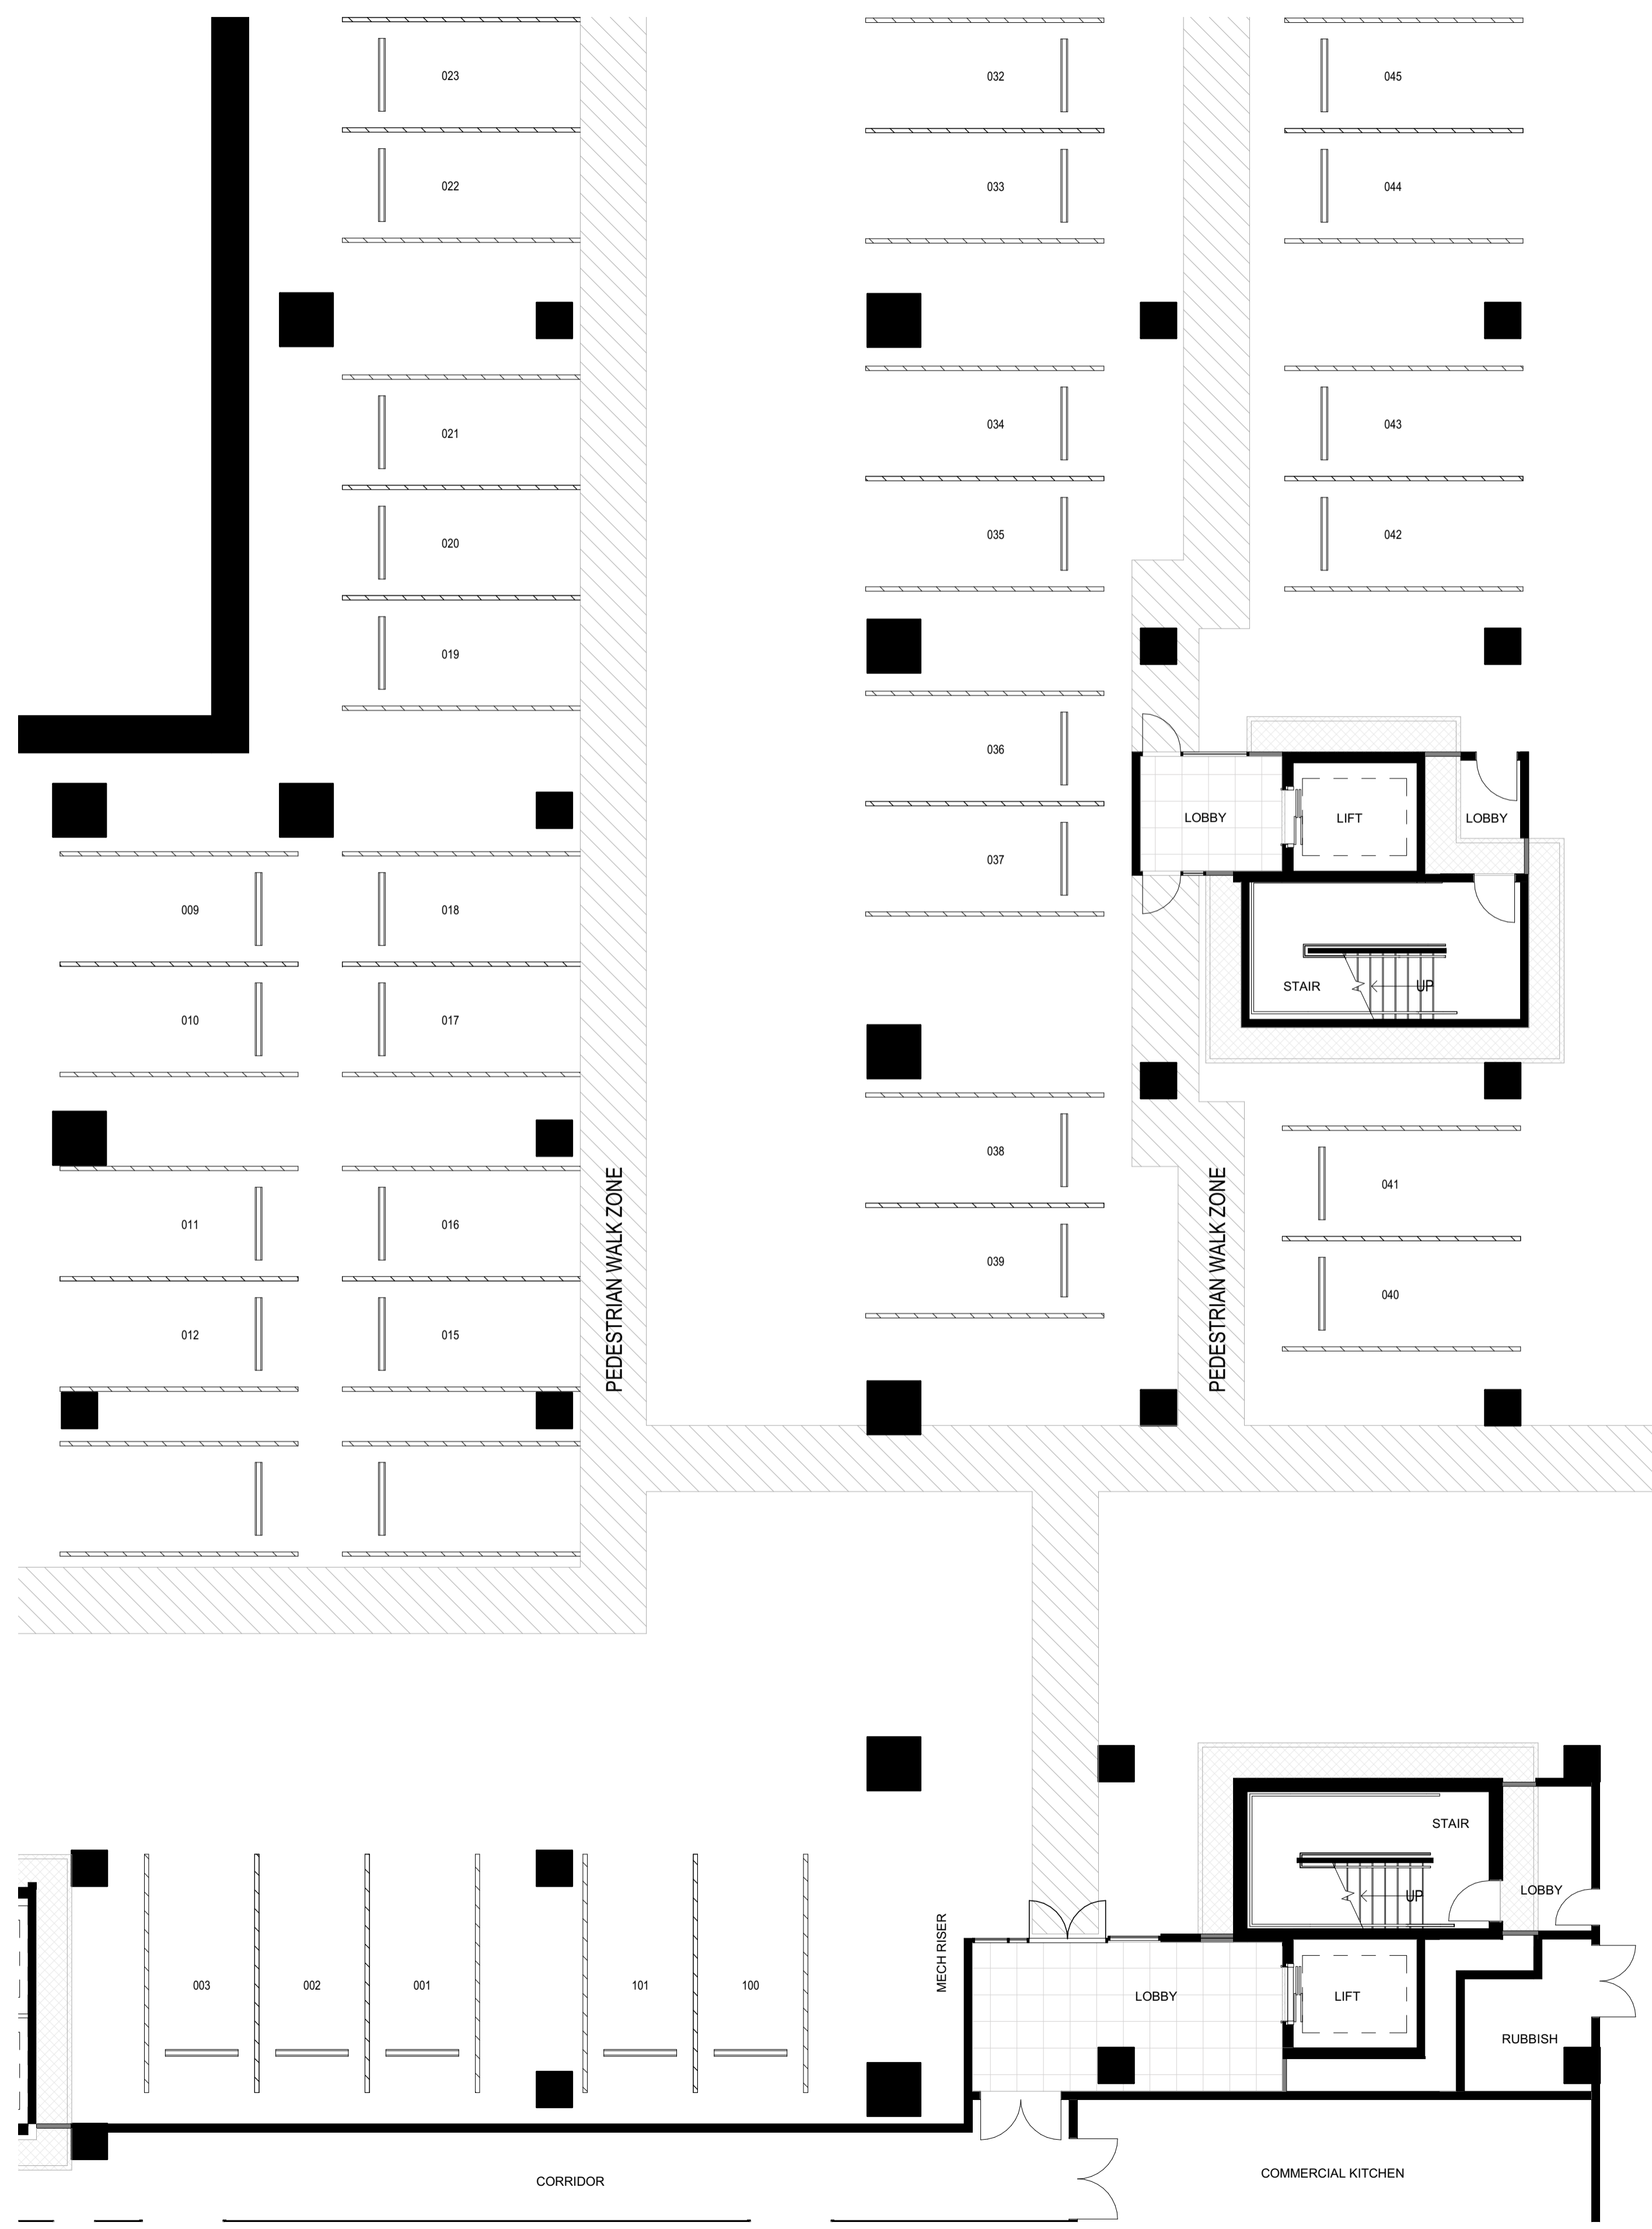 023
032
045
022
033
044
034
043
021
035
042
020
019
036
LOBBY
LIFT
LOBBY
037
009
018
STAIR
UP
010
017
038
041
PEDESTRIAN WALK ZONE
PEDESTRIAN WALK ZONE
011
016
039
040
012
015
STAIR
LOBBY
UP
MECH RISER
003
002
001
101
100
LOBBY
LIFT
RUBBISH
COMMERCIAL KITCHEN
CORRIDOR